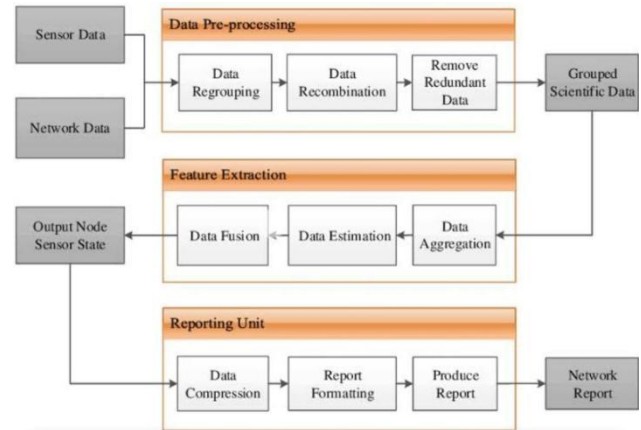 Data Pre-processing
Sensor Data
Network Data
Data
Regrouping
Data
Recombination
Remove
Redundant
Data
Grouped
Scientific Data
Feature Extraction
Output Node
Sensor State
Data Fusion
Data Estimation
Data
Aggregation
Reporting Unit
Data
Compression
Report
Formatting
Produce
Report
Network
Report